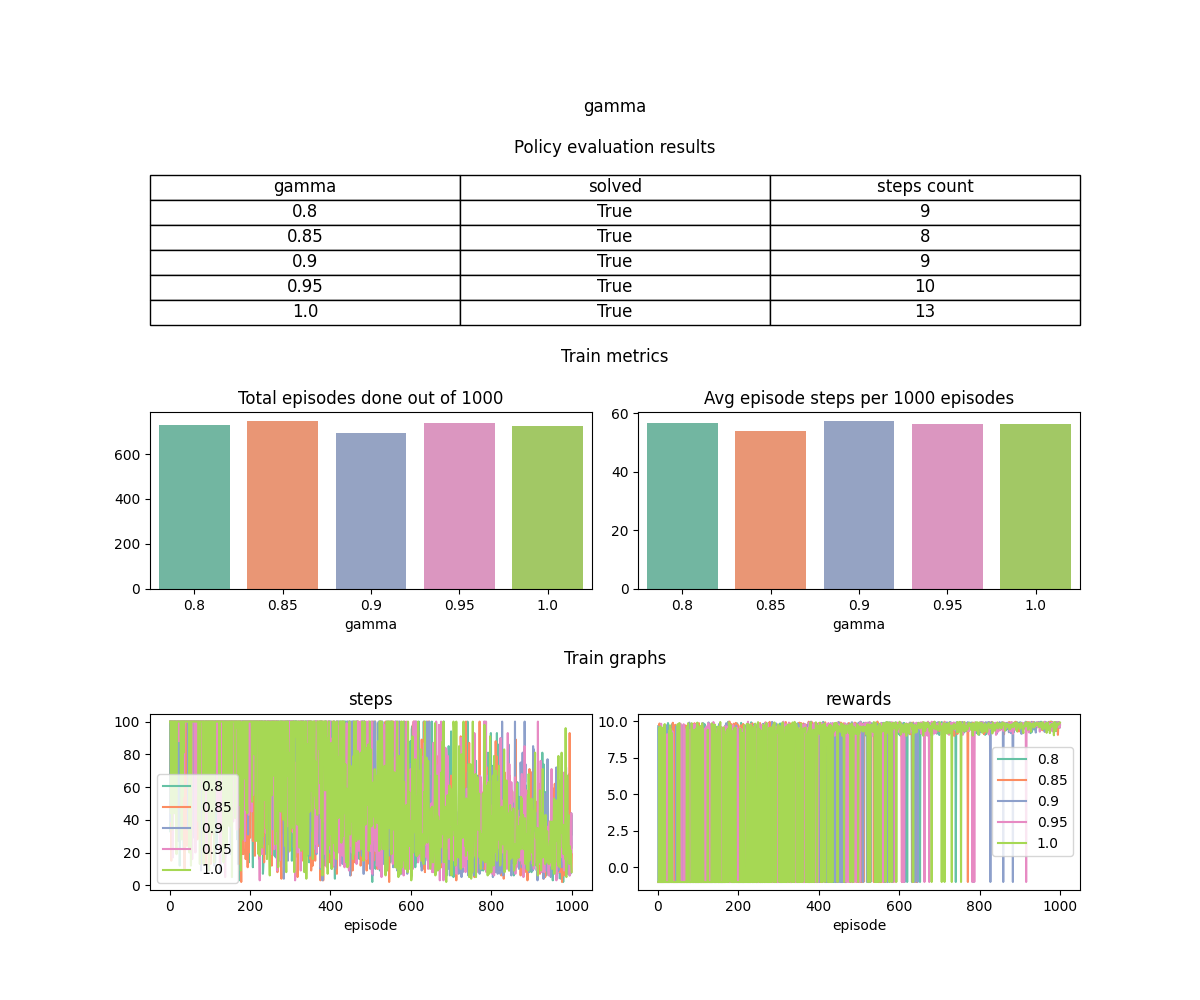 gamma
Policy evaluation results
gamma solved steps count
0.8 True 9
0.85 True 8
0.9 True 9
0.95 True 10
1.0 True 13
Train metrics
Total episodes done out of 1000
600
400
200
0
0.8 0.85 0.9 0.95 1.0
gamma
Avg episode steps per 1000 episodes
60
40
20
0
0.8 0.85 0.9 0.95 1.0
gamma
Train graphs
steps
100
80
60
40
20
0
0.8
0.85
0.9
0.95
1.0
0 200 400 600 800 1000
episode
rewards
10.0
7.5
5.0
2.5
0.0
0.8
0.85
0.9
0.95
1.0
0 200 400 600 800 1000
episode